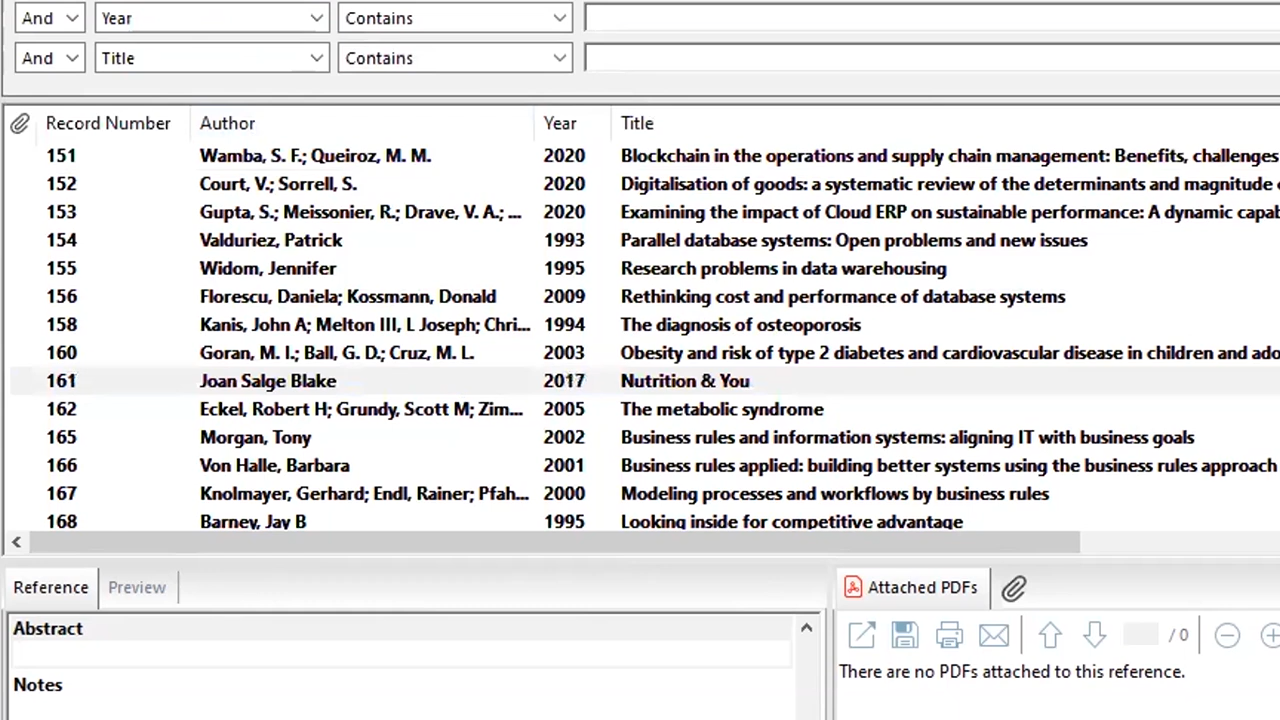 And Year Contains
And Title Contains
Record Number Author Year Title
151 Wamba, S. F.; Queiroz, M. M. 2020 Blockchain in the operations and supply chain management: Benefits, challenges
152 Court, V.; Sorrell, S. 2020 Digitalisation of goods: a systematic review of the determinants and magnitude
153 Gupta, S.; Meissonier, R.; Drave, V. A.; ... 2020 Examining the impact of Cloud ERP on sustainable performance: A dynamic capab
154 Valduriez, Patrick 1993 Parallel database systems: Open problems and new issues
155 Widom, Jennifer 1995 Research problems in data warehousing
156 Florescu, Daniela; Kossmann, Donald 2009 Rethinking cost and performance of database systems
158 Kanis, John A; Melton III, L Joseph; Chri... 1994 The diagnosis of osteoporosis
160 Goran, M. I.; Ball, G. D.; Cruz, M. L. 2003 Obesity and risk of type 2 diabetes and cardiovascular disease in children and ado
161 Joan Salge Blake 2017 Nutrition & You
162 Eckel, Robert H; Grundy, Scott M; Zim... 2005 The metabolic syndrome
165 Morgan, Tony 2002 Business rules and information systems: aligning IT with business goals
166 Von Halle, Barbara 2001 Business rules applied: building better systems using the business rules approach
167 Knolmayer, Gerhard; Endl, Rainer; Pfah... 2000 Modeling processes and workflows by business rules
168 Barney, Jay B 1995 Looking inside for competitive advantage
Reference Preview Attached PDFs
Abstract
/ 0
There are no PDFs attached to this reference.
Notes